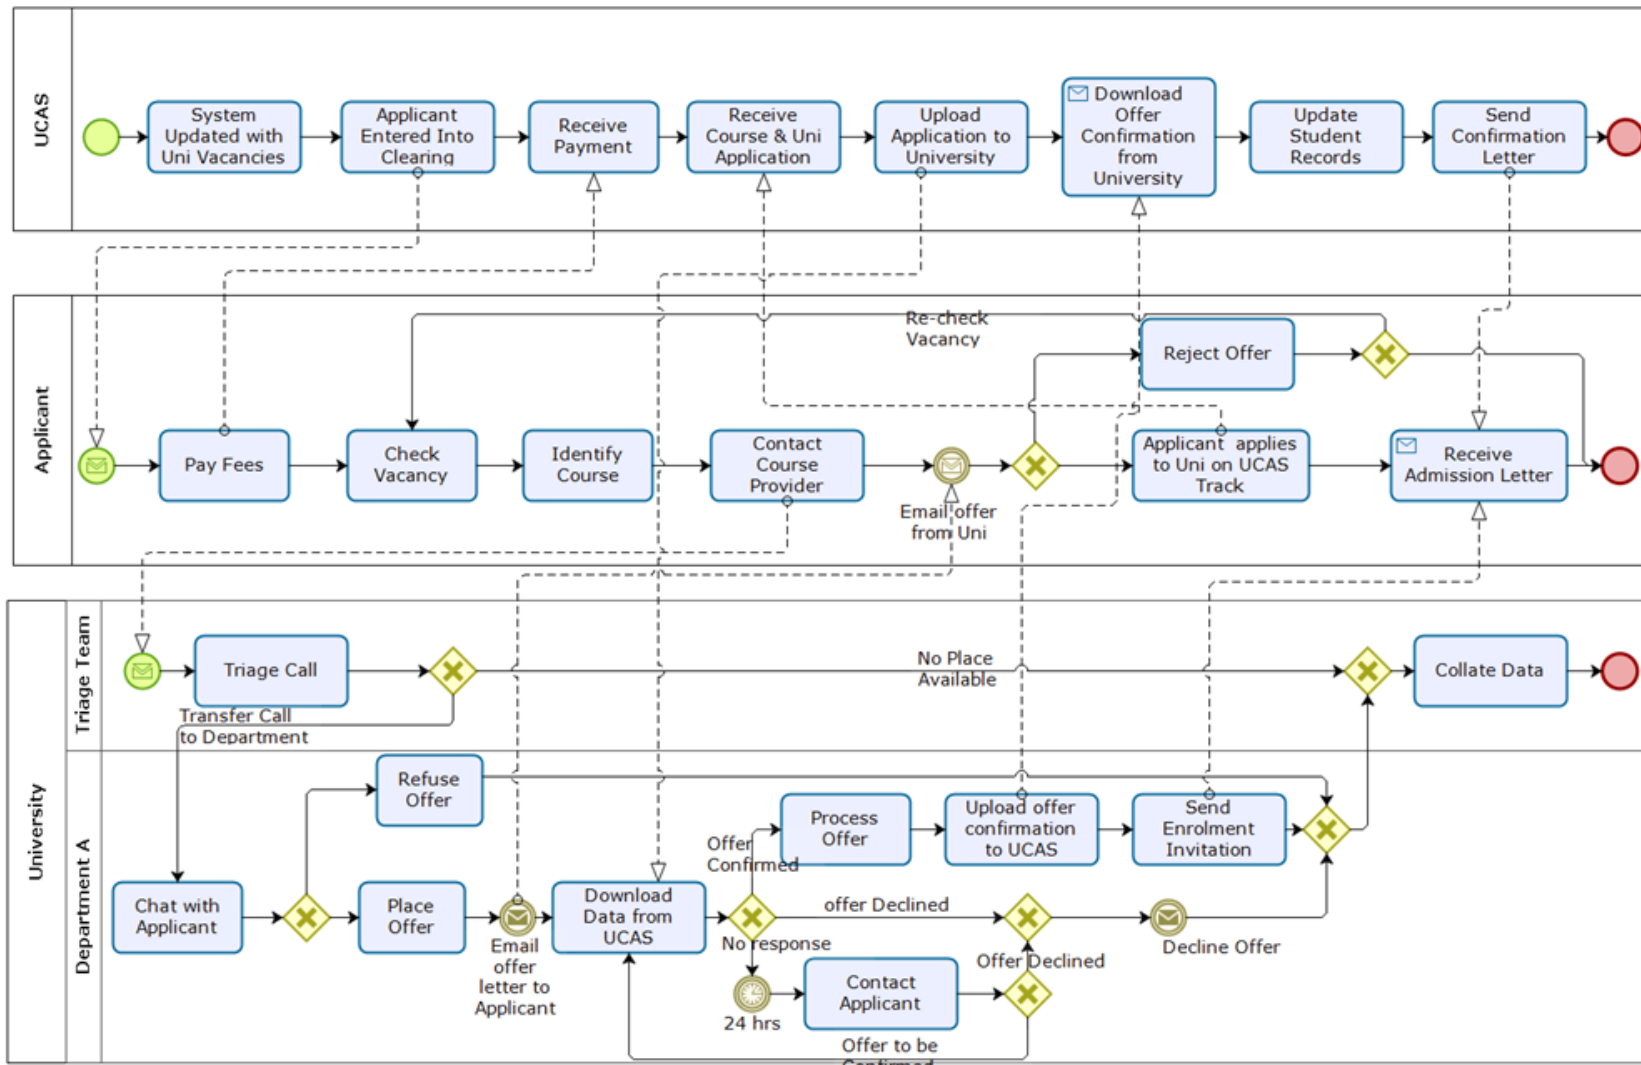 UCAS
System
Updated with
Uni Vacancies
Applicant
Entered Into
Clearing
Receive
Payment
Receive
Course & Uni
Application
Upload
Application to
University
Download
Offer
Confirmation
from
University
Update
Student
Records
Send
Confirmation
Letter
Applicant
Re-check
Vacancy
Reject Offer
Pay Fees
Check
Vacancy
Identify
Course
Contact
Course
Provider
Email offer
from Uni
Applicant applies
to Uni on UCAS
Track
Receive
Admission Letter
University
Triage Team
Triage Call
No Place
Available
Collate Data
Transfer Call
to Department
Department A
Refuse
Offer
Process
Offer
Upload offer
confirmation
to UCAS
Send
Enrolment
Invitation
Offer
Confirmed
Chat with
Applicant
Place
Offer
Email
offer
letter to
Applicant
Download
Data from
UCAS
offer Declined
No response
Decline Offer
Offer Declined
24 hrs
Contact
Applicant
Offer to be
Confirmed